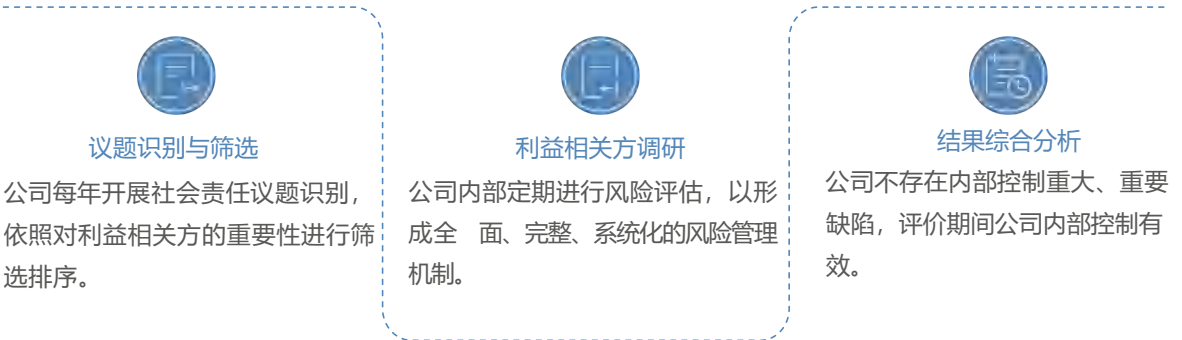 议题识别与筛选
公司每年开展社会责任议题识别，
依照对利益相关方的重要性进行筛
选排序。
利益相关方调研
公司内部定期进行风险评估，以形
成全 面、完整、系统化的风险管理
机制。
结果综合分析
公司不存在内部控制重大、重要
缺陷，评价期间公司内部控制有
效。